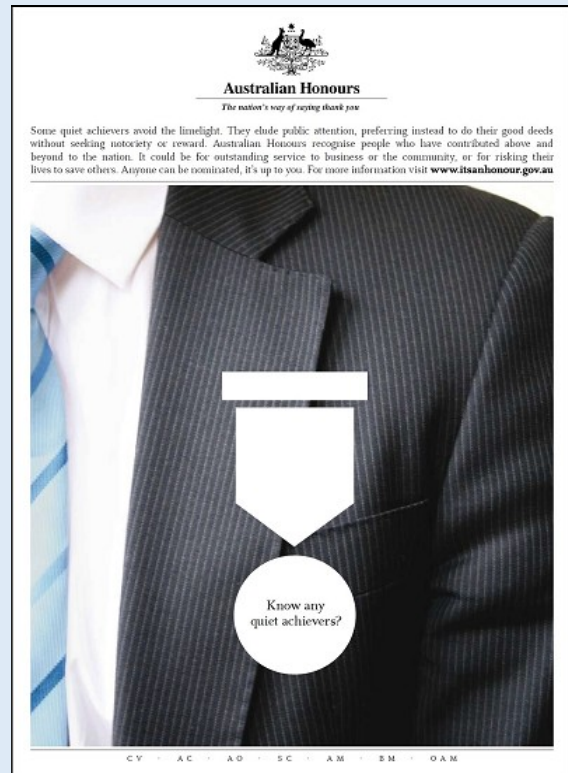 Australian Honours
The nation's way of saying thank you
Some quiet achievers avoid the limelight. They elude public attention, preferring instead to do their good deeds
without seeking notoriety or reward. Australian Honours recognise people who have contributed above and
beyond to the nation. It could be for outstanding service to business or the community, or for risking their
lives to save others. Anyone can be nominated, it's up to you. For more information visit www.itsanhonour.gov.au
Know any
quiet achievers?
CV · AC · AO · SC · AM · BM · OAM